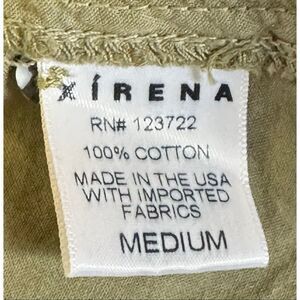 XÍRENA
RN# 123722
100% COTTON
MADE IN THE USA
WITH IMPORTED
FABRICS
MEDIUM